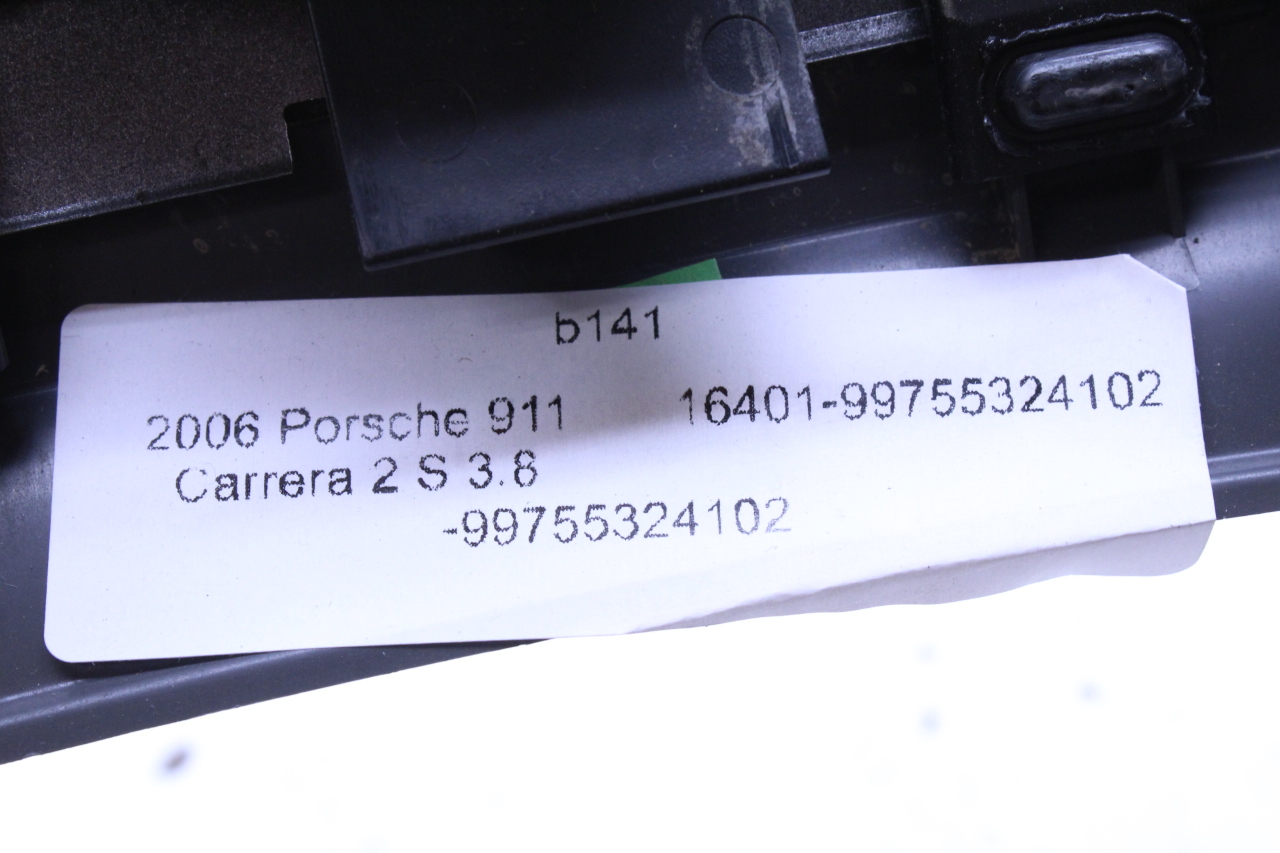 b141
2006 Porsche 911 16401-99755324102
Carrera 2 S 3.8
-99755324102